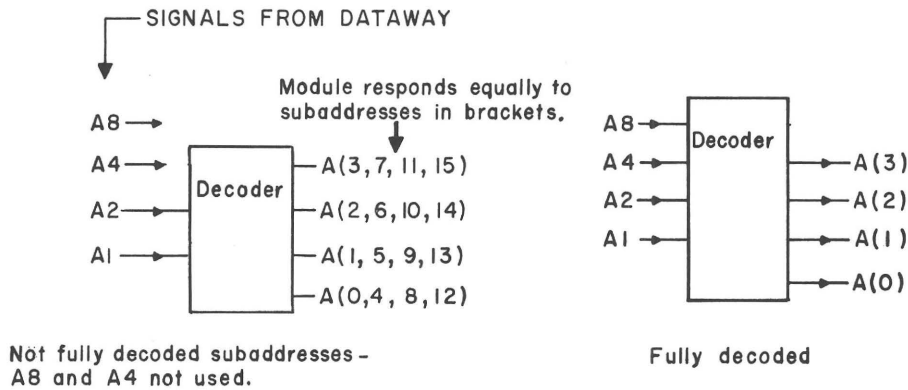 SIGNALS FROM DATAWAY
Module responds equally to
subaddresses in brackets.
A8
A4
A2
A1
Decoder
A(3, 7, 11, 15)
A(2, 6, 10, 14)
A(1, 5, 9, 13)
A(0,4, 8, 12)
Not fully decoded subaddresses –
A8 and A4 not used.
A8
A4
A2
A1
Decoder
A(3)
A(2)
A(1)
A(0)
Fully decoded